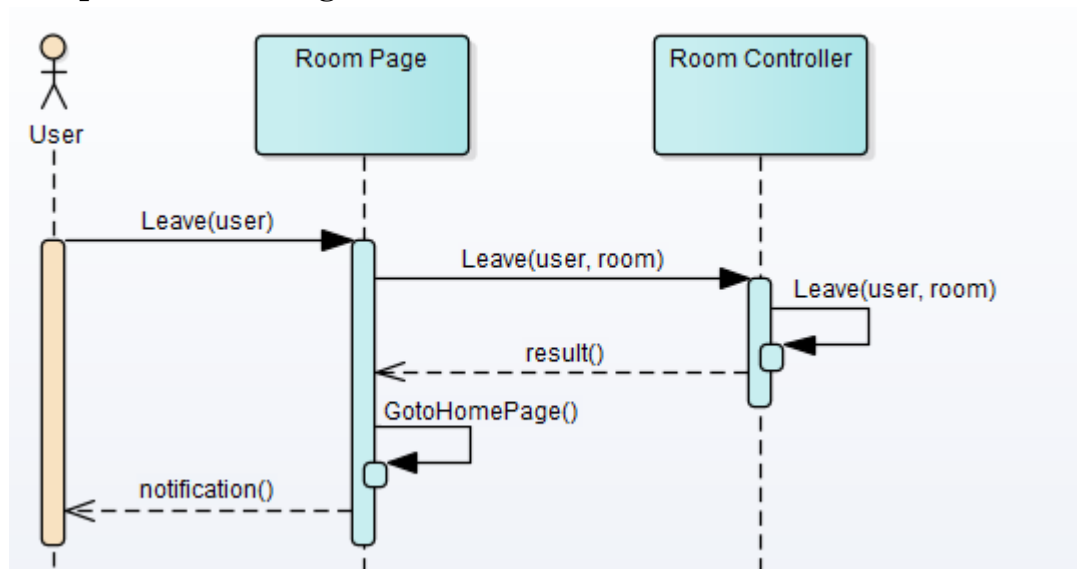 Room Page
Room Controller
User
Leave(user)
Leave(user, room)
Leave(user, room)
result()
GotoHomePage()
notification()